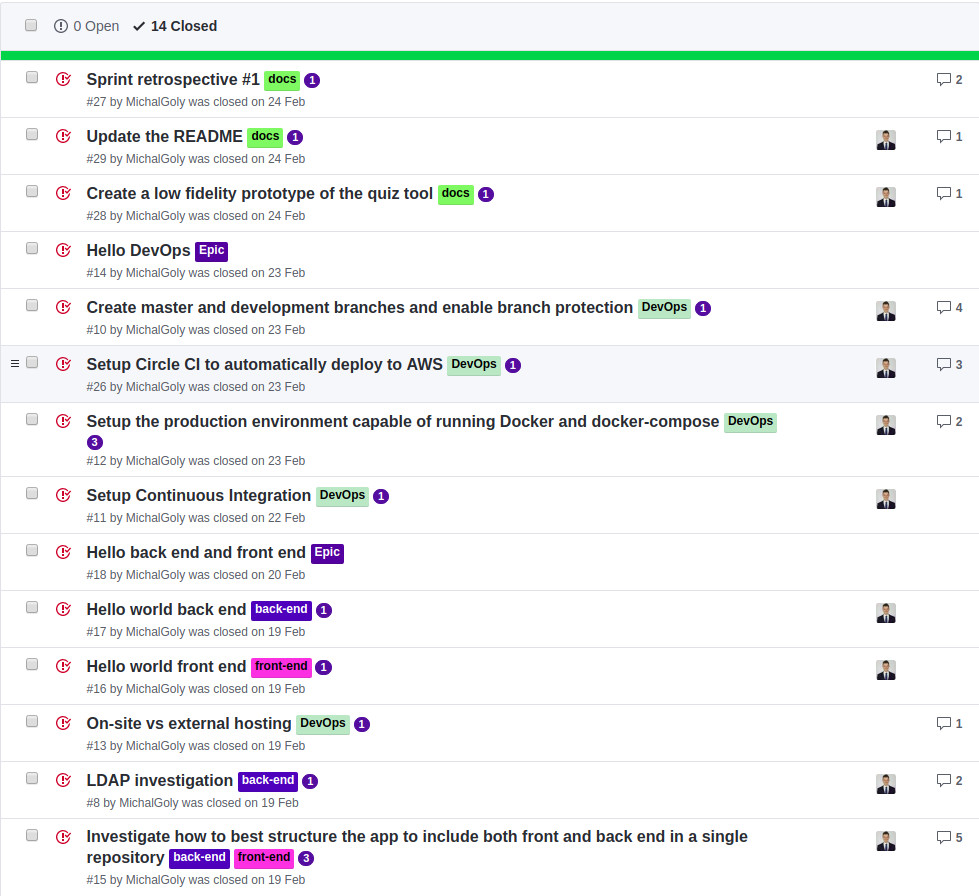 0 Open 14 Closed
Sprint retrospective #1 docs 1 2
#27 by MichalGoly was closed on 24 Feb
Update the README docs 1 1
#29 by MichalGoly was closed on 24 Feb
Create a low fidelity prototype of the quiz tool docs 1 1
#28 by MichalGoly was closed on 24 Feb
Hello DevOps Epic
#14 by MichalGoly was closed on 23 Feb
Create master and development branches and enable branch protection DevOps 1 4
#10 by MichalGoly was closed on 23 Feb
Setup Circle CI to automatically deploy to AWS DevOps 1 3
#26 by MichalGoly was closed on 23 Feb
Setup the production environment capable of running Docker and docker-compose DevOps 2
3
#12 by MichalGoly was closed on 23 Feb
Setup Continuous Integration DevOps 1
#11 by MichalGoly was closed on 22 Feb
Hello back end and front end Epic
#18 by MichalGoly was closed on 20 Feb
Hello world back end back-end 1
#17 by MichalGoly was closed on 19 Feb
Hello world front end front-end 1
#16 by MichalGoly was closed on 19 Feb
On-site vs external hosting DevOps 1 1
#13 by MichalGoly was closed on 19 Feb
LDAP investigation back-end 1 2
#8 by MichalGoly was closed on 19 Feb
Investigate how to best structure the app to include both front and back end in a single 5
repository back-end front-end 3
#15 by MichalGoly was closed on 19 Feb